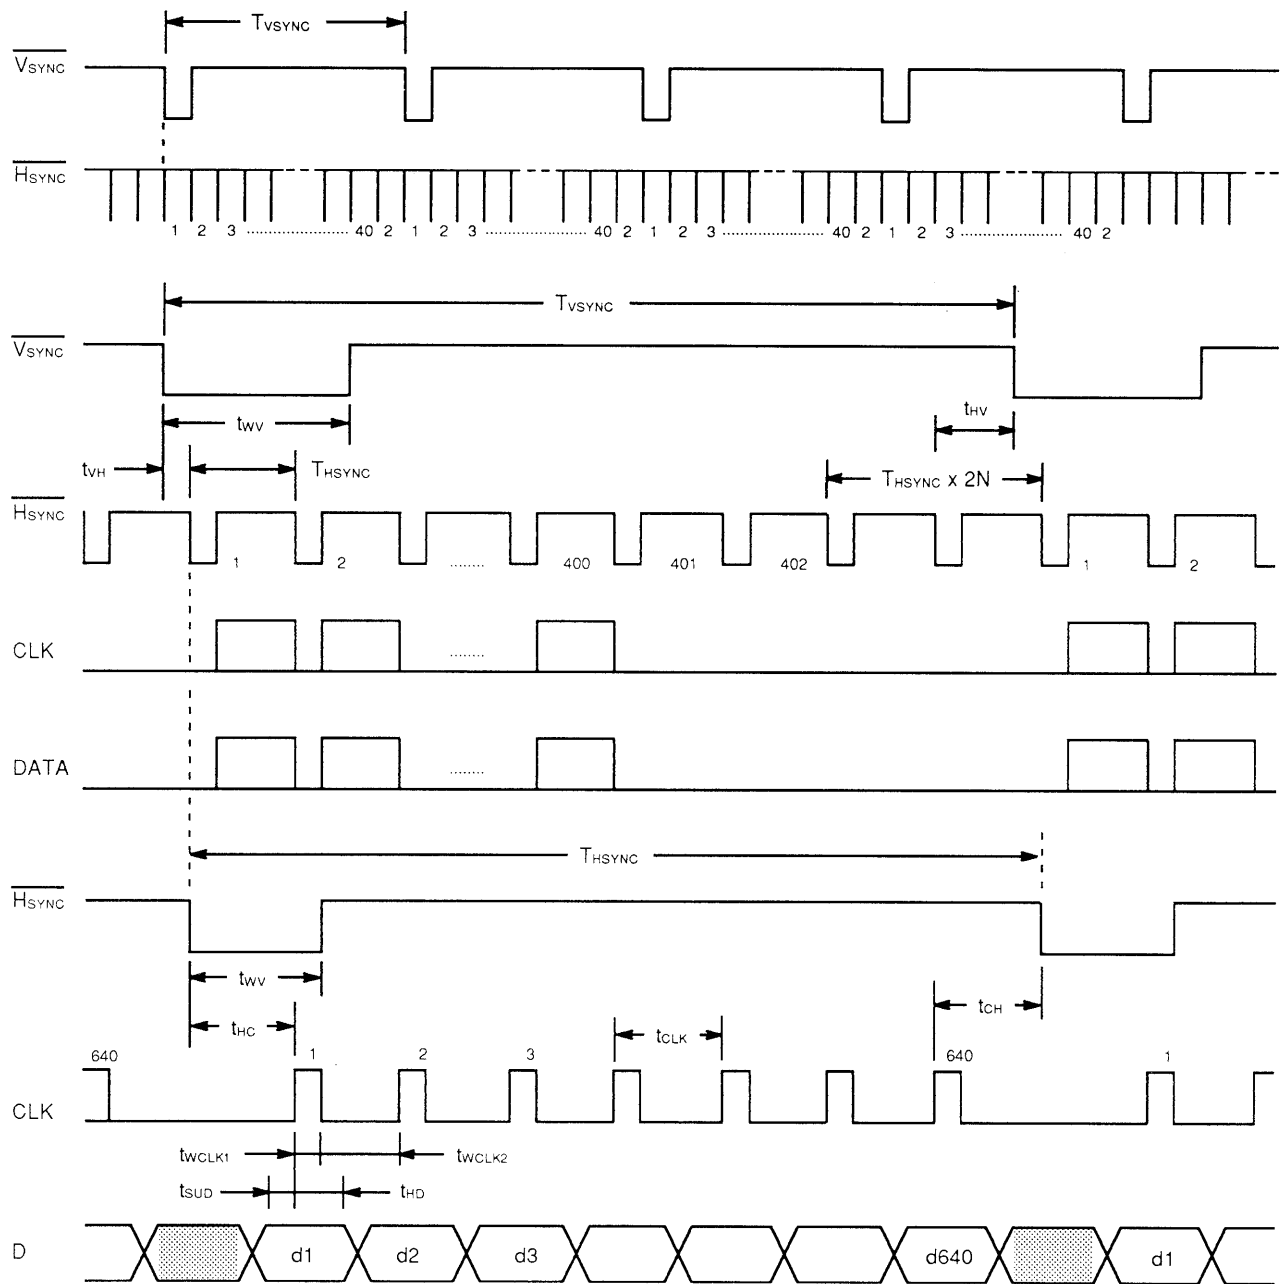 TVSYNC
VSYNC
HSYNC
1 2 3 .................... 40 2 1 2 3 .................... 40 2 1 2 3 .................... 40 2 1 2 3 .................... 40 2
TVSYNC
VSYNC
tWV tHV
tVH THSYNC THSYNC x 2N
HSYNC
1 2 ........ 400 401 402 1 2
CLK ........
DATA ........
THSYNC
HSYNC
tWV
tHC tCLK tCH
640 1 2 3 640 1
CLK
tWCLK1 tWCLK2
tSUD tHD
D d1 d2 d3 d640 d1